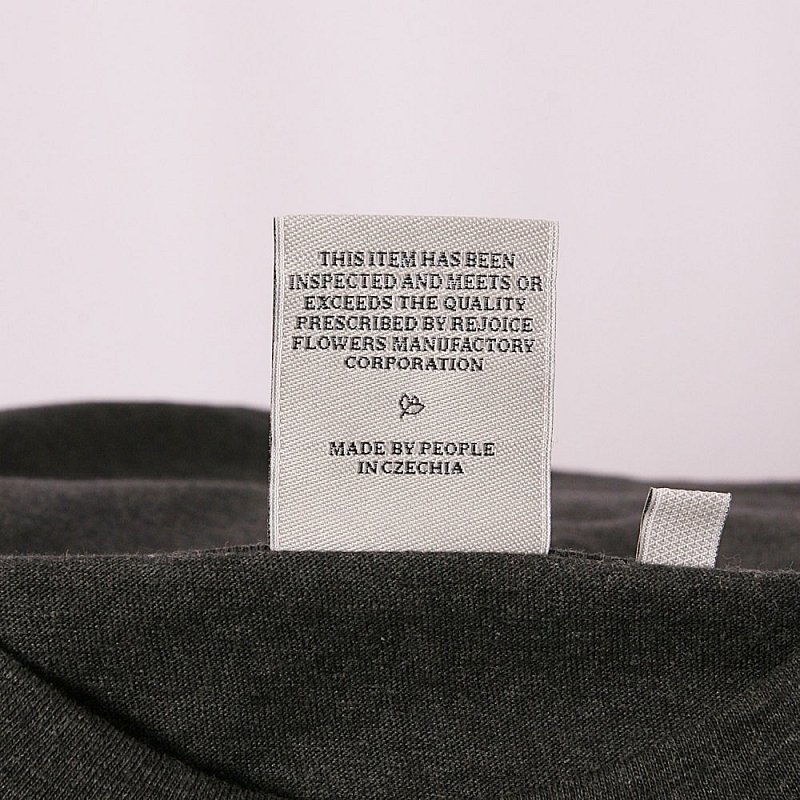 THIS ITEM HAS BEEN
INSPECTED AND MEETS OR
EXCEEDS THE QUALITY
PRESCRIBED BY REJOICE
FLOWERS MANUFACTORY
CORPORATION
MADE BY PEOPLE
IN CZECHIA